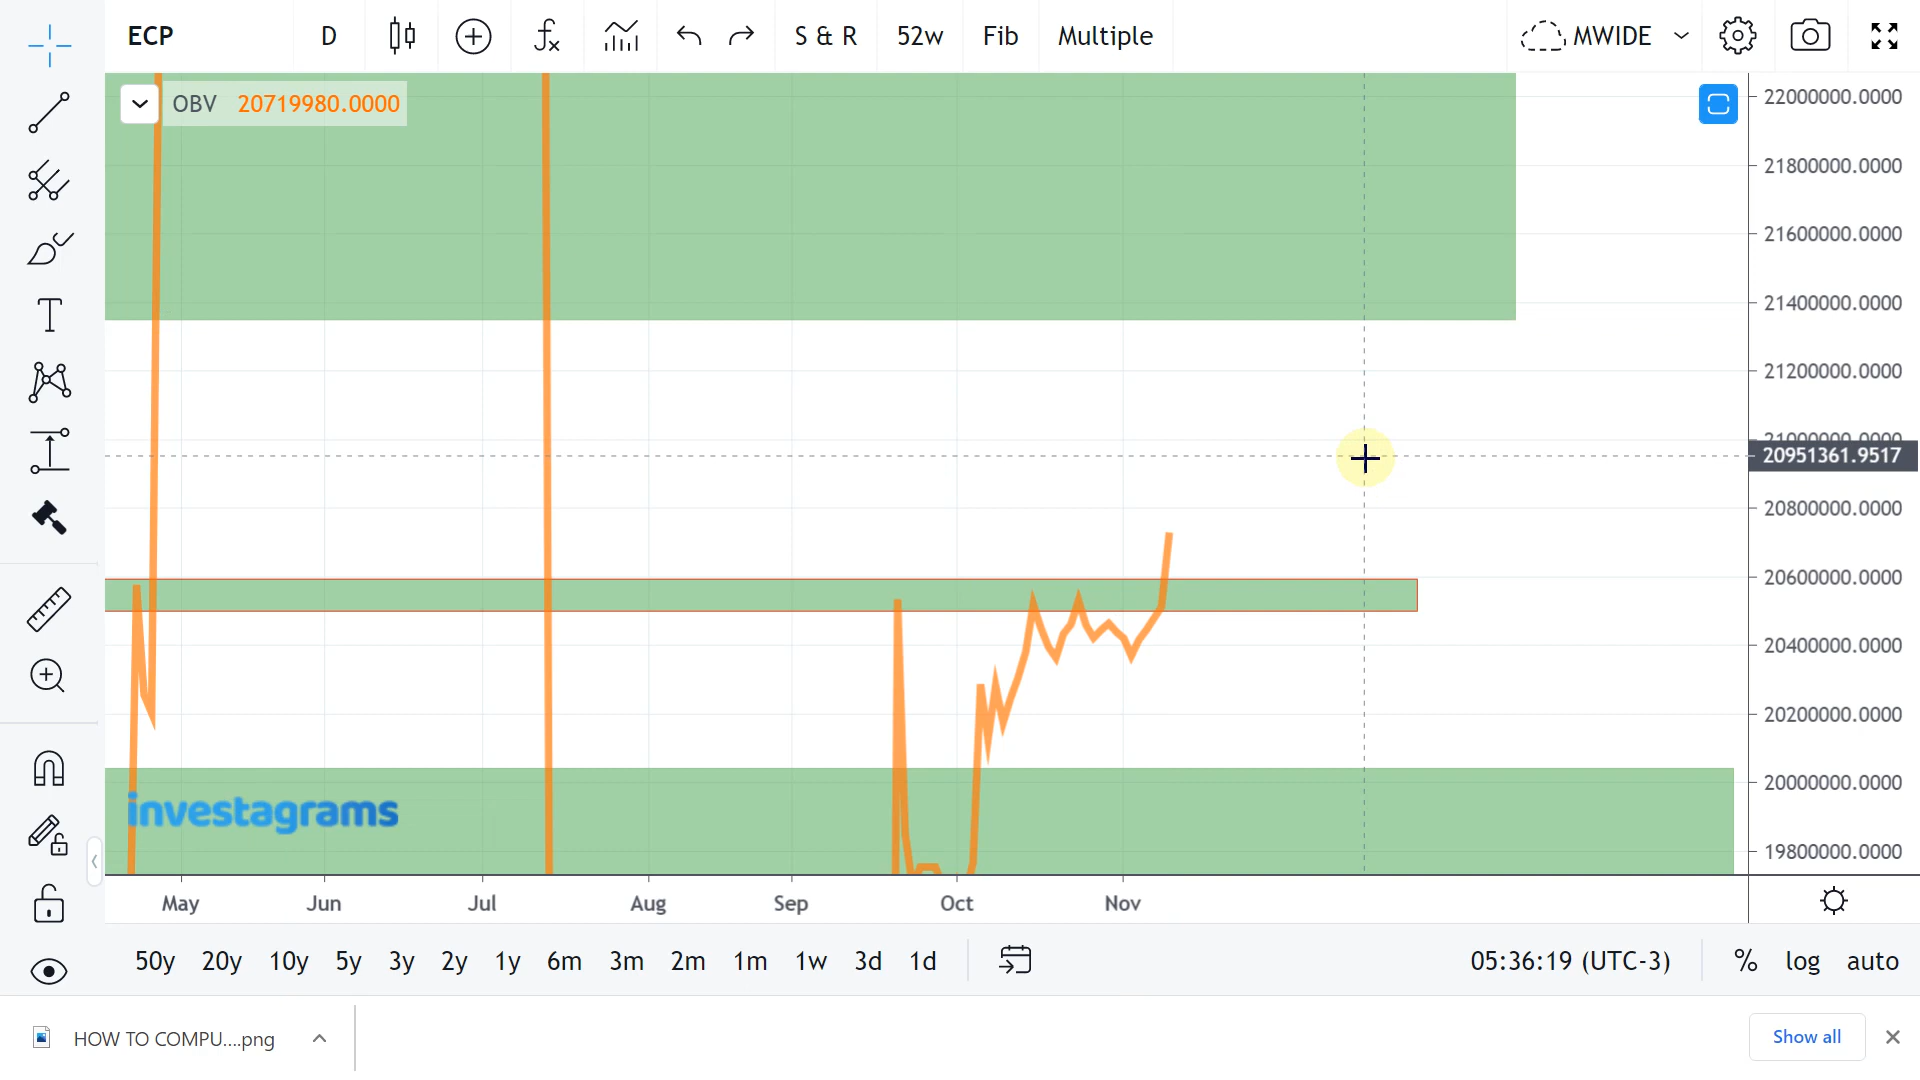 ECP D S & R 52w Fib Multiple MWIDE
OBV 20719980.0000
22000000.0000
21800000.0000
21600000.0000
21400000.0000
21200000.0000
21000000.0000
20951361.9517
20800000.0000
20600000.0000
20400000.0000
20200000.0000
20000000.0000
19800000.0000
investagrams
May Jun Jul Aug Sep Oct Nov
50y 20y 10y 5y 3y 2y 1y 6m 3m 2m 1m 1w 3d 1d 05:36:19 (UTC-3) % log auto
HOW TO COMPU....png Show all